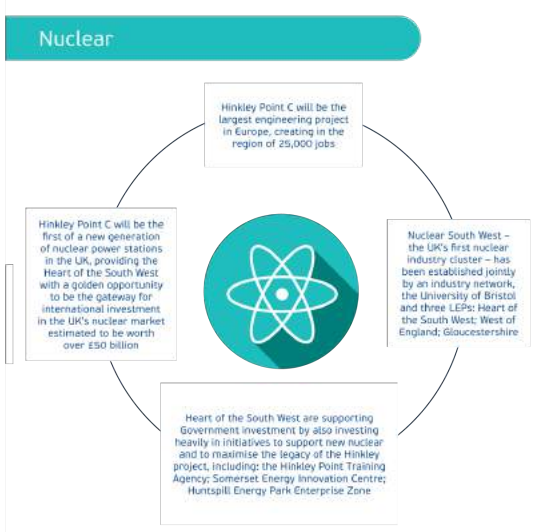 Nuclear
Hinkley Point C will be the
largest engineering project
in Europe, creating in the
region of 25,000 jobs
Hinkley Point C will be the
first of a new generation
of nuclear power stations
in the UK, providing the
Heart of the South West
with a golden opportunity
to be the gateway for
international investment
in the UK's nuclear market
estimated to be worth
over £50 billion
Nuclear South West –
the UK's first nuclear
industry cluster – has
been established jointly
by an industry network,
the University of Bristol
and three LEPs: Heart of
the South West; West of
England; Gloucestershire
Heart of the South West are supporting
Government investment by also investing
heavily in initiatives to support new nuclear
and to maximise the legacy of the Hinkley
project, including: the Hinkley Point Training
Agency; Somerset Energy Innovation Centre;
Huntspill Energy Park Enterprise Zone